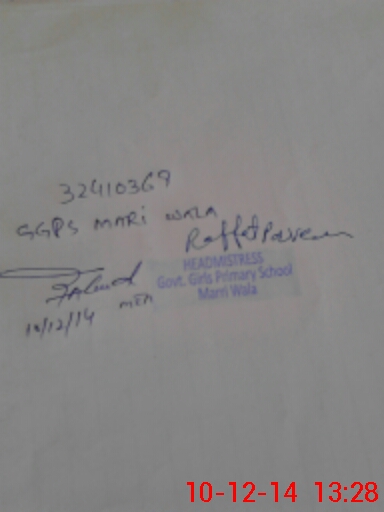 32410369
GGPS MARI WALA
Raffat Parveen
HEADMISTRESS
Govt. Girls Primary School
Marri Wala
MEA
10/12/14
10-12-14 13:28